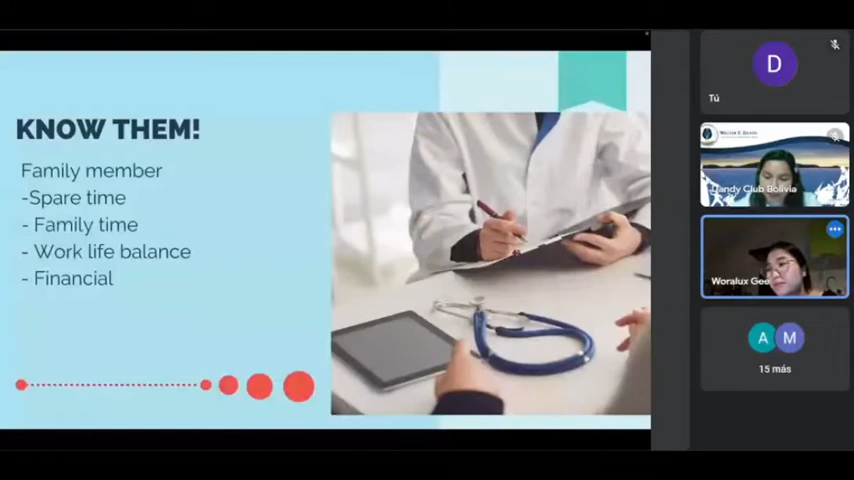 KNOW THEM!
Family member
-Spare time
- Family time
- Work life balance
- Financial
D
Tú
Dandy Club Bolivia
Woralux Gee
A M
15 más